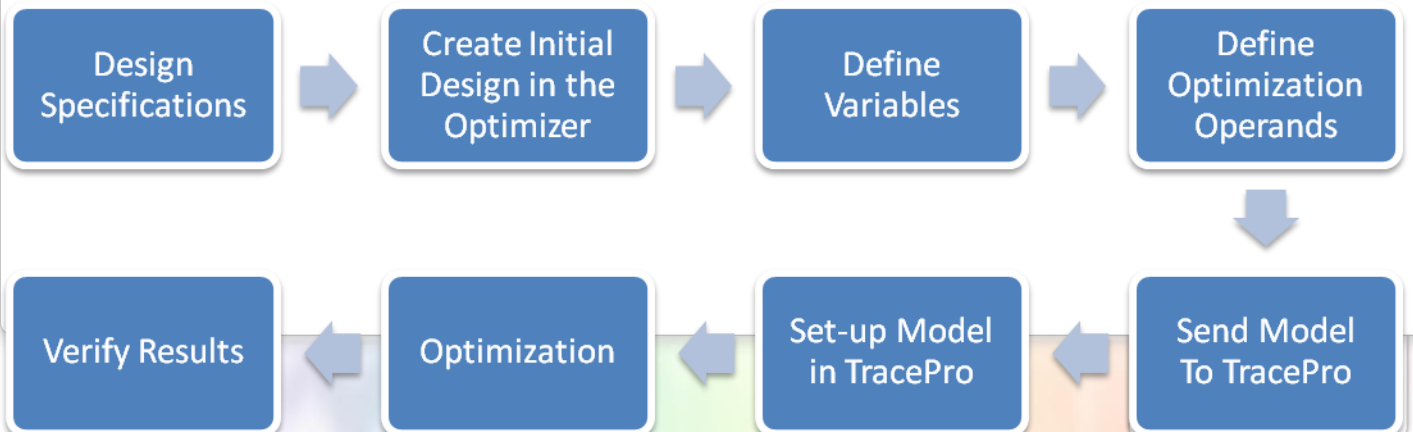 Design
Specifications
Create Initial
Design in the
Optimizer
Define
Variables
Define
Optimization
Operands
Send Model
To TracePro
Set-up Model
in TracePro
Optimization
Verify Results